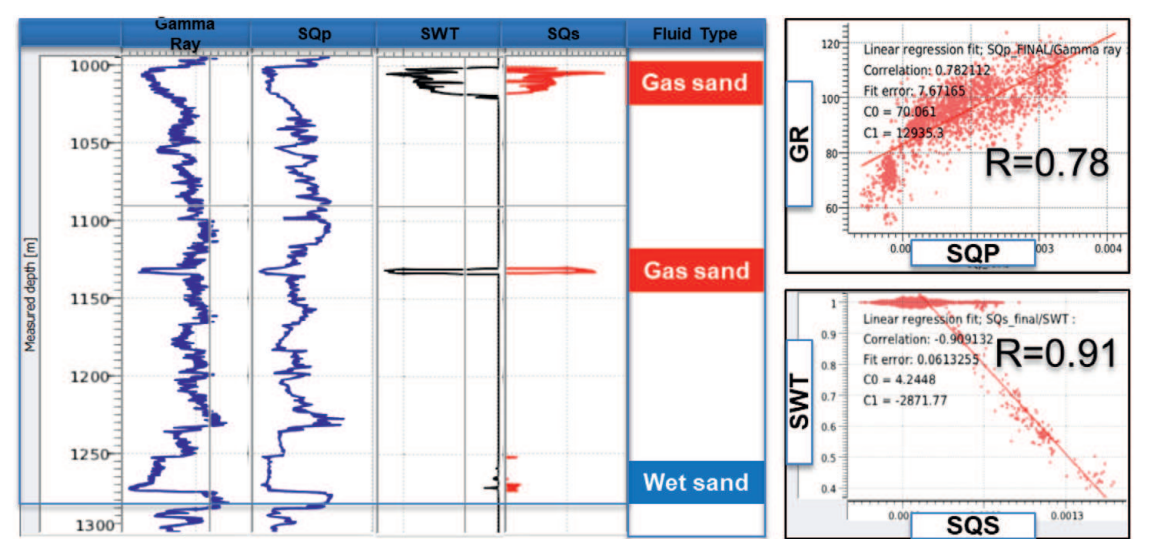 Gamma
Ray
SQp
SWT
SQs
Fluid Type
Measured depth [m]
1000
1050
1100
1150
1200
1250
1300
Gas sand
Gas sand
Wet sand
GR
120
100
80
60
Linear regression fit; SQp_FINAL/Gamma ray :
Correlation: 0.782112
Fit error: 7.67165
C0 = 70.061
C1 = 12935.3
R=0.78
0.004
SQP
SWT
1
0.9
0.8
0.7
0.6
0.5
0.4
Linear regression fit; SQs_final/SWT :
Correlation: -0.909132
Fit error: 0.0613255
C0 = 4.2448
C1 = -2871.77
R=0.91
0.0013
SQS